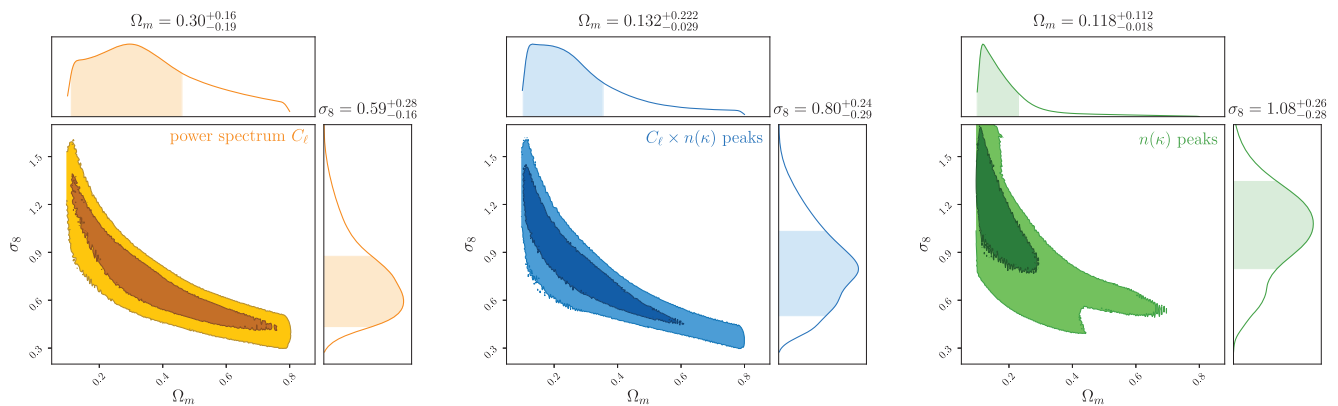 Ω_m = 0.30^{+0.16}_{-0.19}
σ_8 = 0.59^{+0.28}_{-0.16}
power spectrum C_ℓ
1.5
1.2
0.9
0.6
0.3
σ_8
0.2
0.4
0.6
0.8
Ω_m
Ω_m = 0.132^{+0.222}_{-0.029}
σ_8 = 0.80^{+0.24}_{-0.29}
C_ℓ × n(κ) peaks
1.5
1.2
0.9
0.6
0.3
σ_8
0.2
0.4
0.6
0.8
Ω_m
Ω_m = 0.118^{+0.112}_{-0.018}
σ_8 = 1.08^{+0.26}_{-0.28}
n(κ) peaks
1.5
1.2
0.9
0.6
0.3
σ_8
0.2
0.4
0.6
0.8
Ω_m